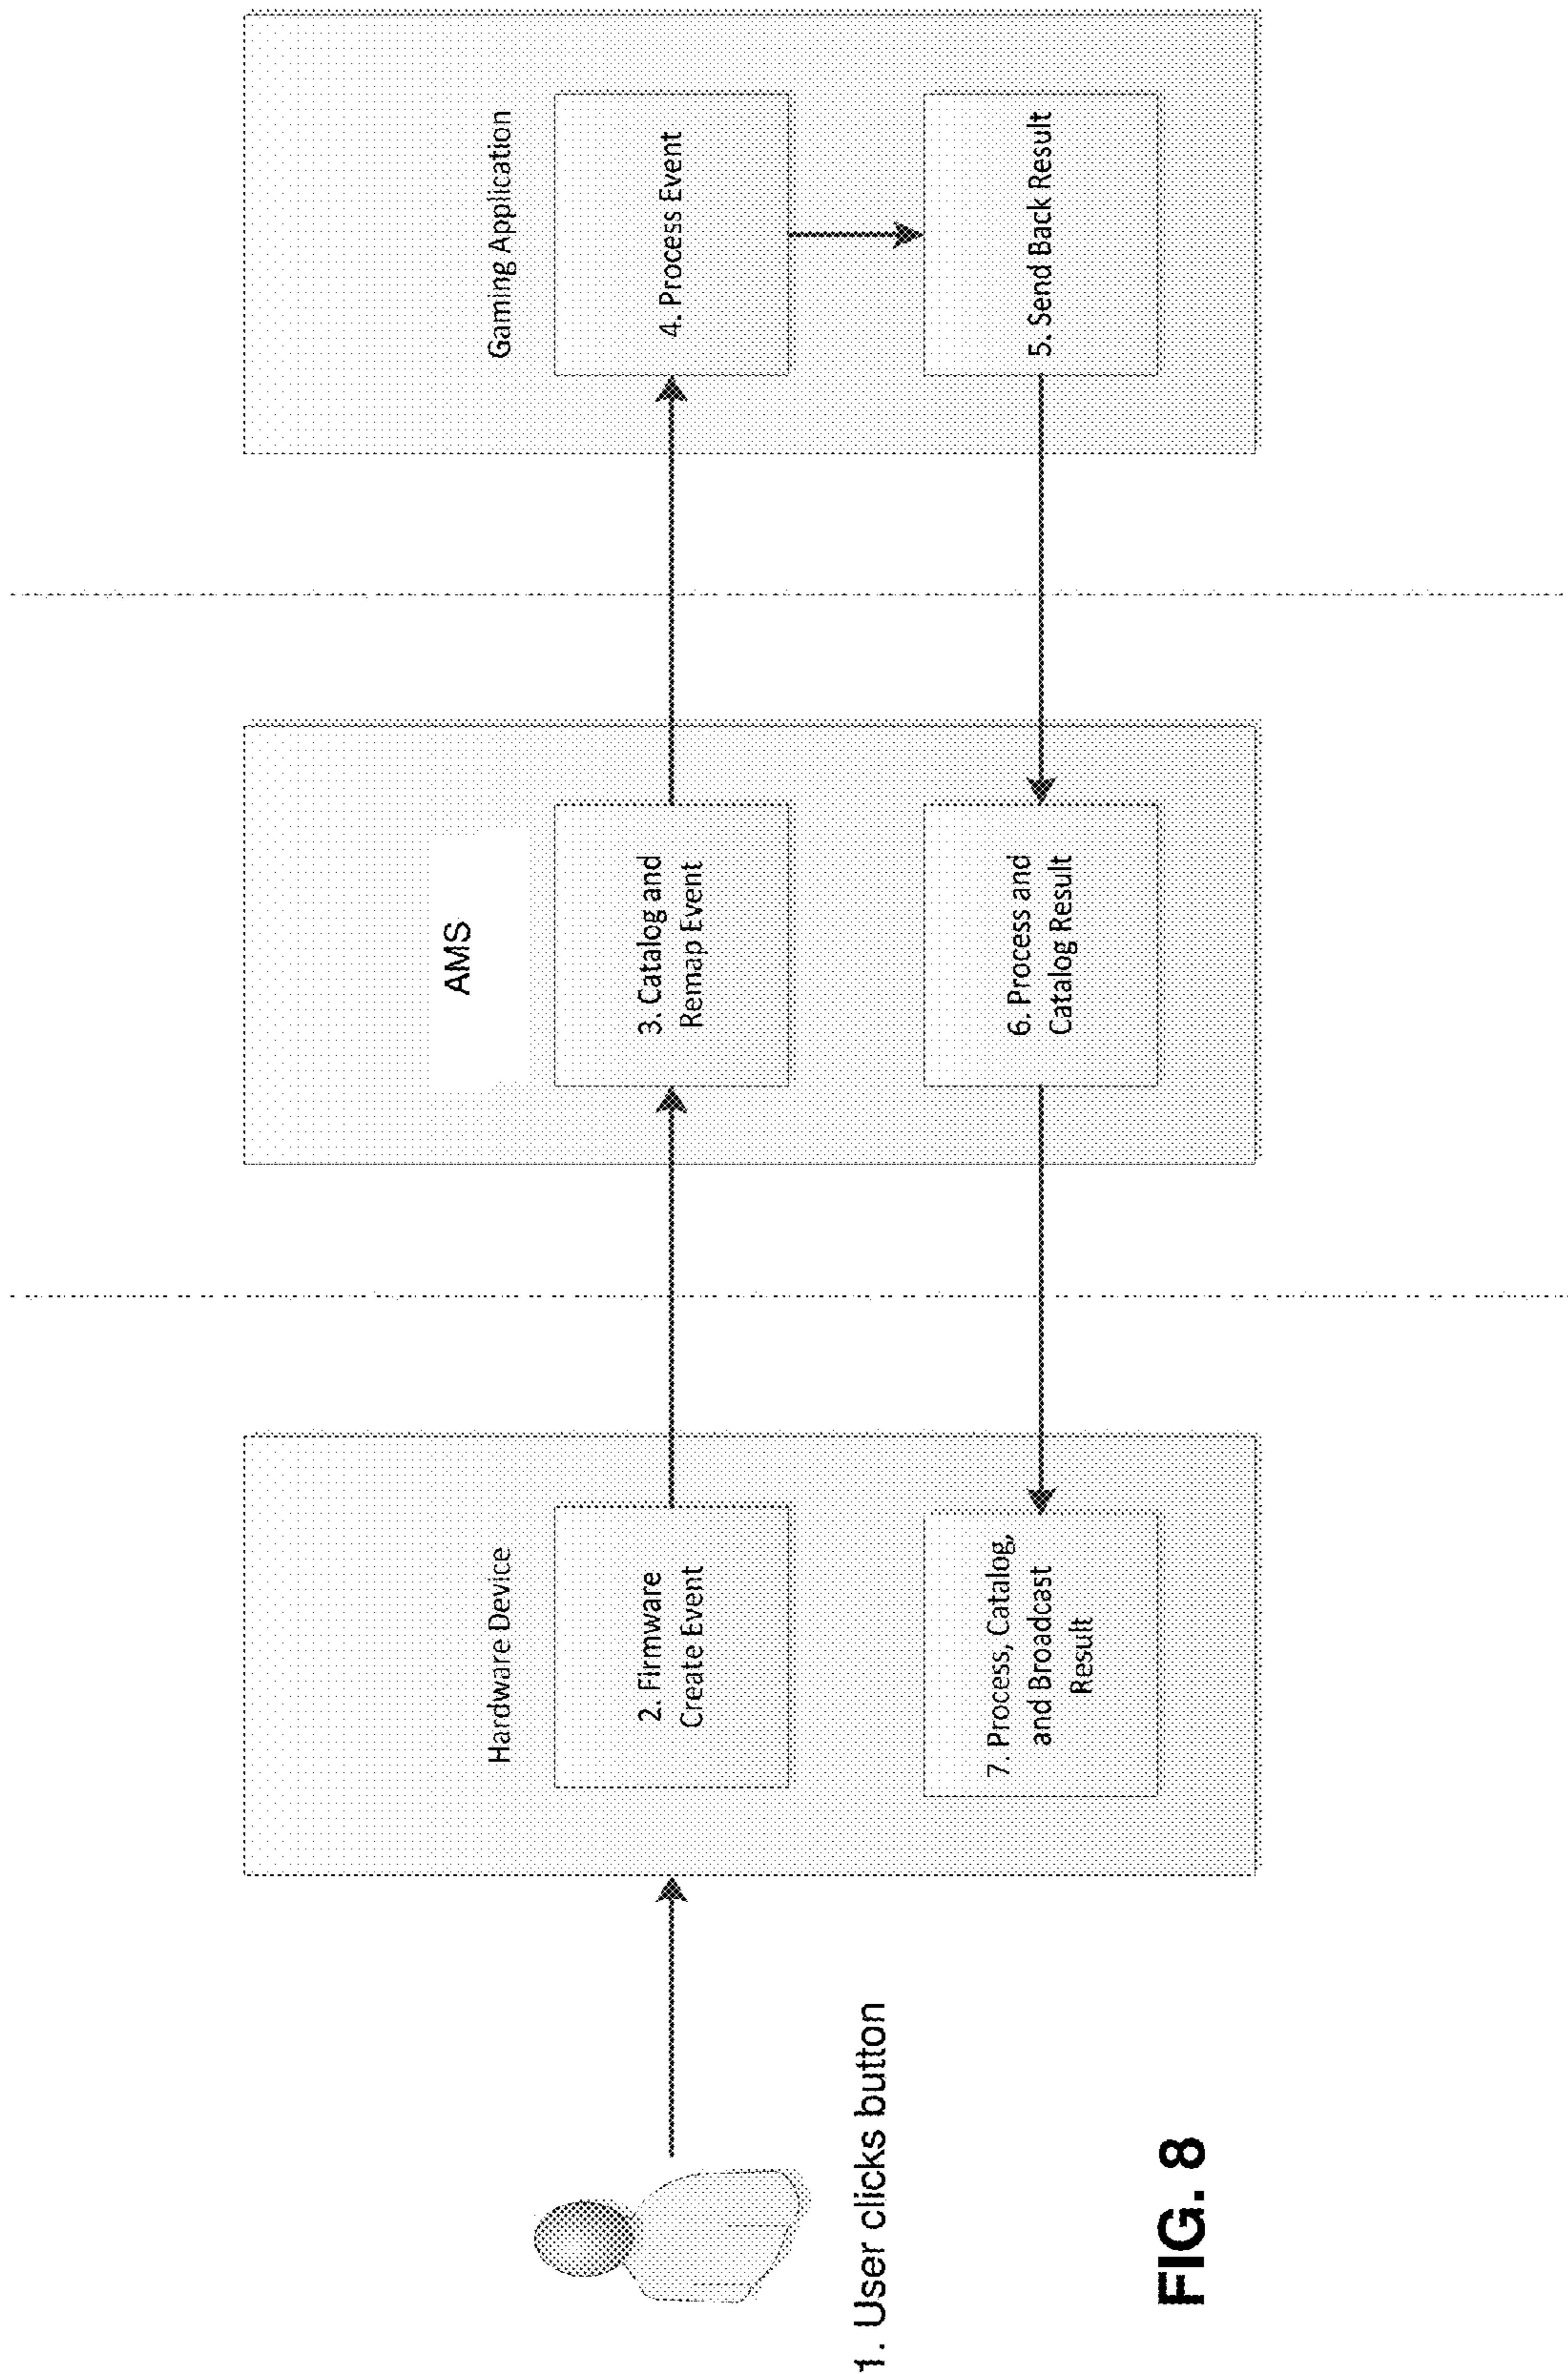 Hardware Device
AMS
Gaming Application
1. User clicks button
2. Firmware
Create Event
3. Catalog and
Remap Event
4. Process Event
5. Send Back Result
6. Process and
Catalog Result
7. Process, Catalog,
and Broadcast
Result
FIG. 8